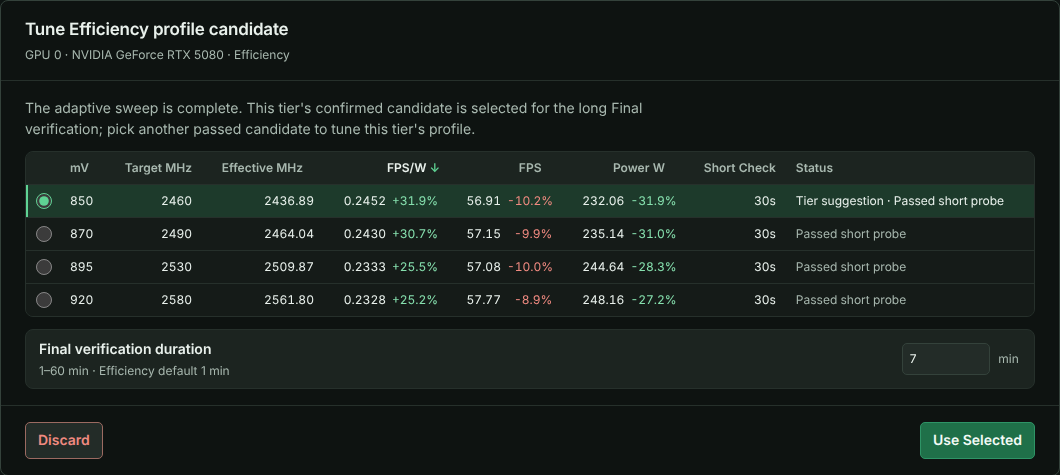 Tune Efficiency profile candidate
GPU 0 · NVIDIA GeForce RTX 5080 · Efficiency
The adaptive sweep is complete. This tier's confirmed candidate is selected for the long Final
verification; pick another passed candidate to tune this tier's profile.
mV Target MHz Effective MHz FPS/W ↓ FPS Power W Short Check Status
850 2460 2436.89 0.2452 +31.9% 56.91 -10.2% 232.06 -31.9% 30s Tier suggestion · Passed short probe
870 2490 2464.04 0.2430 +30.7% 57.15 -9.9% 235.14 -31.0% 30s Passed short probe
895 2530 2509.87 0.2333 +25.5% 57.08 -10.0% 244.64 -28.3% 30s Passed short probe
920 2580 2561.80 0.2328 +25.2% 57.77 -8.9% 248.16 -27.2% 30s Passed short probe
Final verification duration
1–60 min · Efficiency default 1 min
7 min
Discard Use Selected